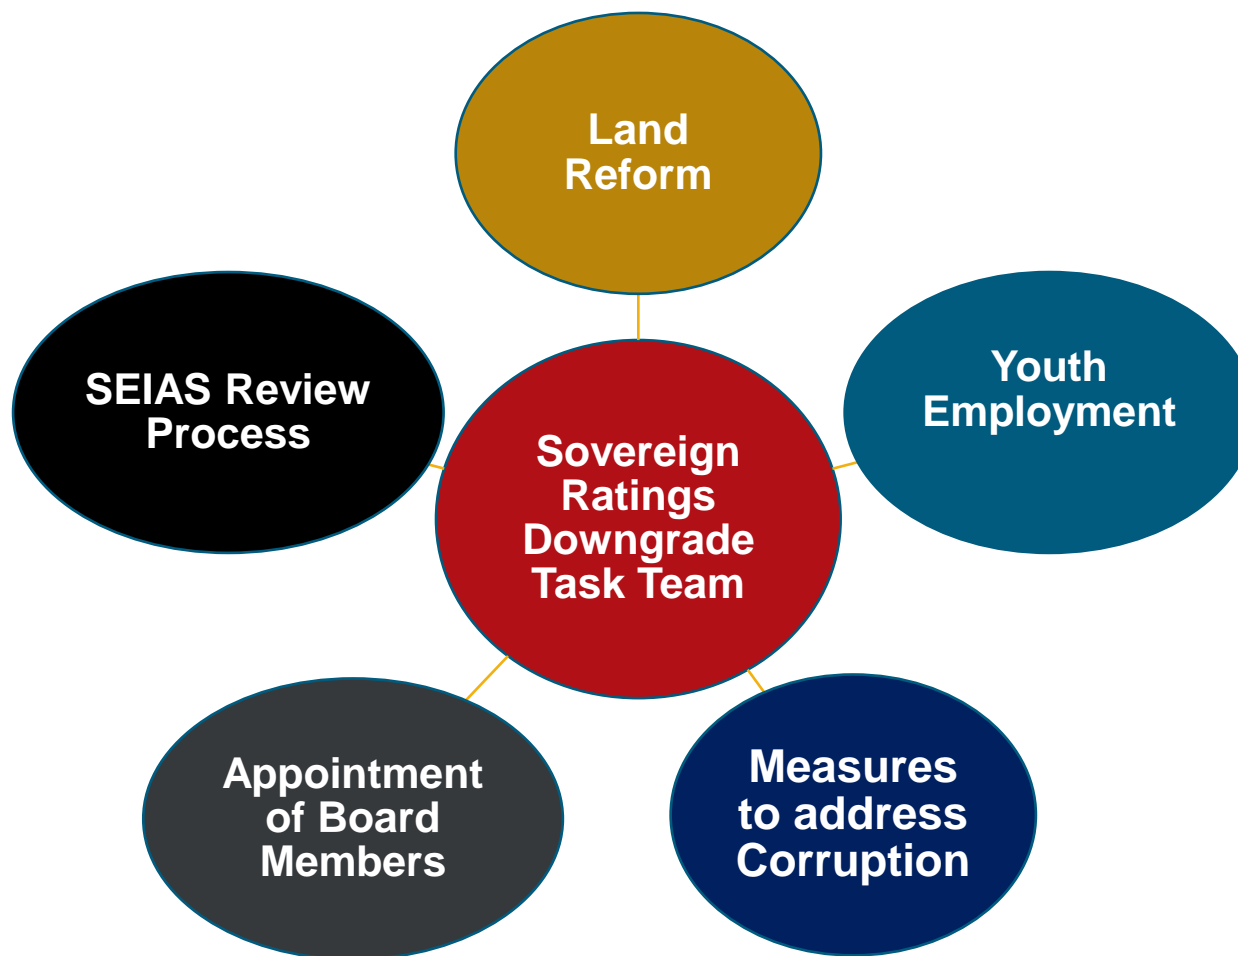 Land
Reform
SEIAS Review
Process
Youth
Employment
Sovereign
Ratings
Downgrade
Task Team
Appointment
of Board
Members
Measures
to address
Corruption